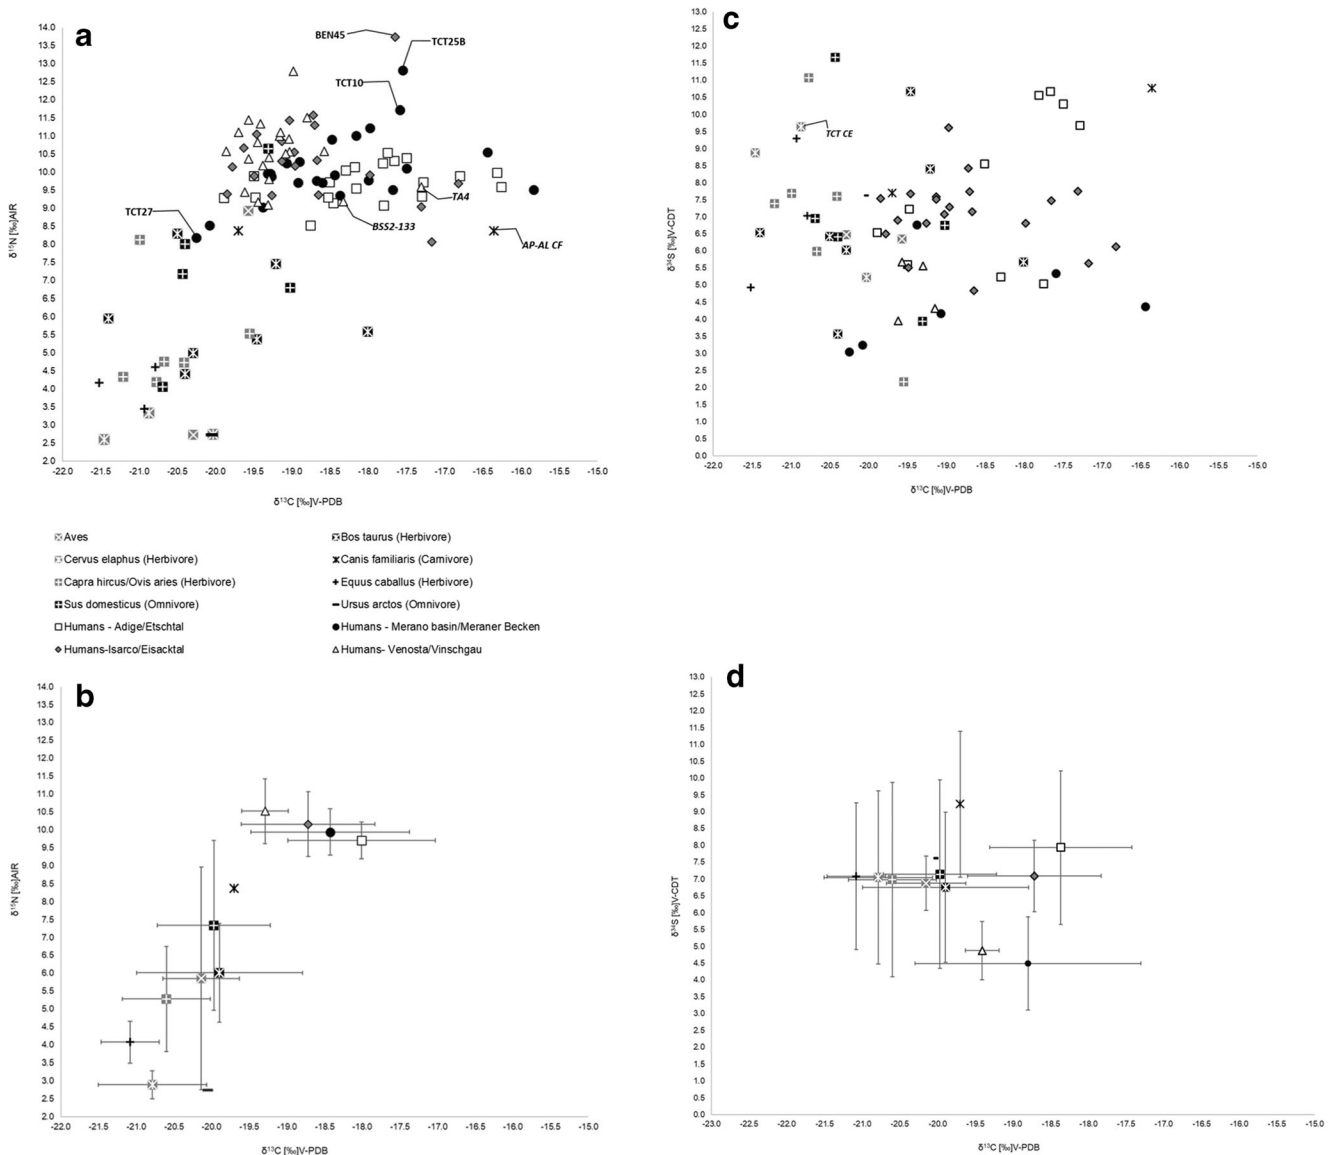 a
δ¹⁵N [‰]AIR
14.0
13.5
13.0
12.5
12.0
11.5
11.0
10.5
10.0
9.5
9.0
8.5
8.0
7.5
7.0
6.5
6.0
5.5
5.0
4.5
4.0
3.5
3.0
2.5
2.0
BEN45
TCT25B
TCT10
TCT27
TA4
BSS2-133
AP-AL CF
-22.0 -21.5 -21.0 -20.5 -20.0 -19.5 -19.0 -18.5 -18.0 -17.5 -17.0 -16.5 -16.0 -15.5 -15.0
δ¹³C [‰]V-PDB
c
δ³⁴S [‰]V-CDT
13.0
12.5
12.0
11.5
11.0
10.5
10.0
9.5
9.0
8.5
8.0
7.5
7.0
6.5
6.0
5.5
5.0
4.5
4.0
3.5
3.0
2.5
2.0
1.5
1.0
0.5
0.0
TCT CE
-22.0 -21.5 -21.0 -20.5 -20.0 -19.5 -19.0 -18.5 -18.0 -17.5 -17.0 -16.5 -16.0 -15.5 -15.0
δ¹³C [‰]V-PDB
Aves
Bos taurus (Herbivore)
Cervus elaphus (Herbivore)
Canis familiaris (Carnivore)
Capra hircus/Ovis aries (Herbivore)
Equus caballus (Herbivore)
Sus domesticus (Omnivore)
Ursus arctos (Omnivore)
Humans - Adige/Etschtal
Humans - Merano basin/Meraner Becken
Humans-Isarco/Eisacktal
Humans- Venosta/Vinschgau
b
δ¹⁵N [‰]AIR
14.0
13.5
13.0
12.5
12.0
11.5
11.0
10.5
10.0
9.5
9.0
8.5
8.0
7.5
7.0
6.5
6.0
5.5
5.0
4.5
4.0
3.5
3.0
2.5
2.0
-22.0 -21.5 -21.0 -20.5 -20.0 -19.5 -19.0 -18.5 -18.0 -17.5 -17.0 -16.5 -16.0 -15.5 -15.0
δ¹³C [‰]V-PDB
d
δ³⁴S [‰]V-CDT
13.0
12.5
12.0
11.5
11.0
10.5
10.0
9.5
9.0
8.5
8.0
7.5
7.0
6.5
6.0
5.5
5.0
4.5
4.0
3.5
3.0
2.5
2.0
1.5
1.0
0.5
0.0
-23.0 -22.5 -22.0 -21.5 -21.0 -20.5 -20.0 -19.5 -19.0 -18.5 -18.0 -17.5 -17.0 -16.5 -16.0 -15.5 -15.0
δ¹³C [‰]V-PDB